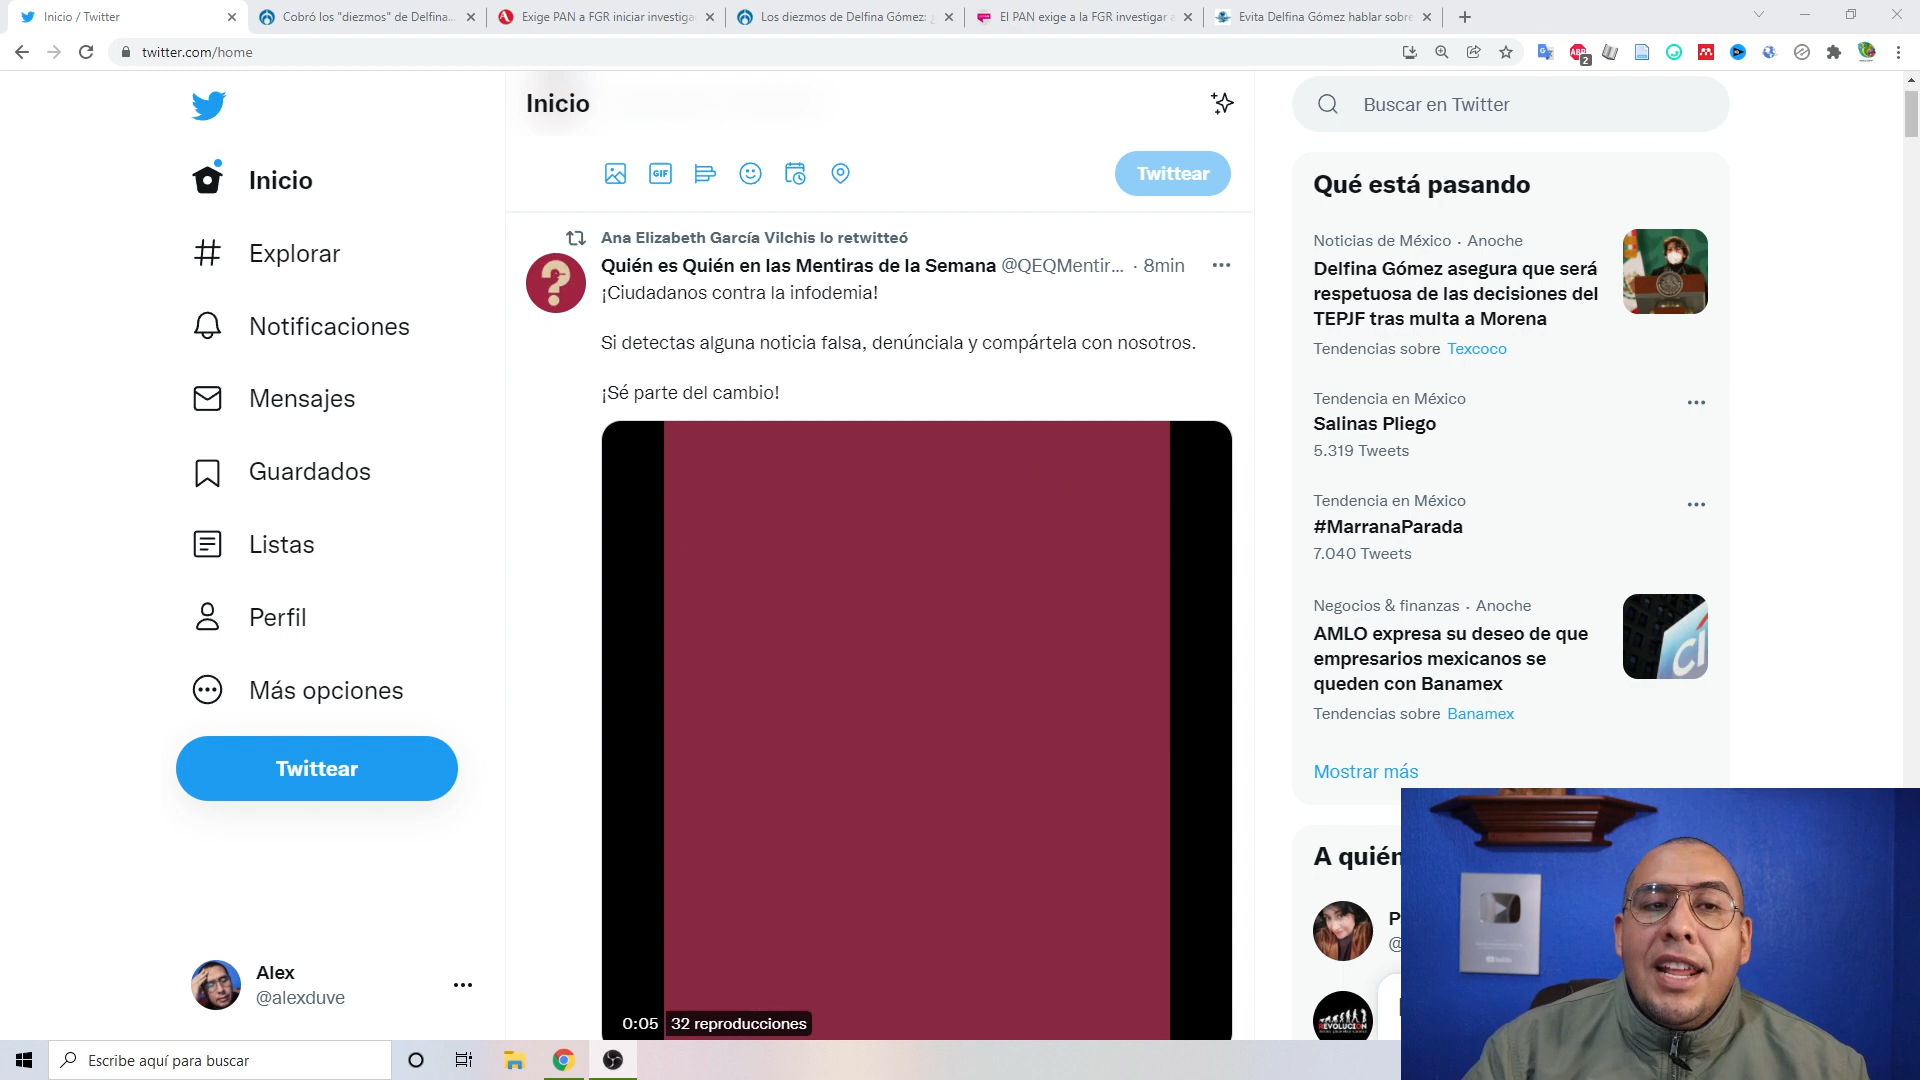 Inicio / Twitter
Cobró los "diezmos" de Delfina...
Exige PAN a FGR iniciar investiga
Los diezmos de Delfina Gómez:
El PAN exige a la FGR investigar
Evita Delfina Gómez hablar sobre
twitter.com/home
ABP
2
Inicio
Buscar en Twitter
GIF
Twittear
Inicio
Explorar
Notificaciones
Mensajes
Guardados
Listas
Perfil
Más opciones
Twittear
Alex
@alexduve
Ana Elizabeth García Vilchis lo retwitteó
Quién es Quién en las Mentiras de la Semana @QEQMentir... · 8min
¡Ciudadanos contra la infodemia!
Si detectas alguna noticia falsa, denúnciala y compártela con nosotros.
¡Sé parte del cambio!
0:05
32 reproducciones
Qué está pasando
Noticias de México · Anoche
Delfina Gómez asegura que será
respetuosa de las decisiones del
TEPJF tras multa a Morena
Tendencias sobre Texcoco
Tendencia en México
Salinas Pliego
5.319 Tweets
Tendencia en México
#MarranaParada
7.040 Tweets
Negocios & finanzas · Anoche
AMLO expresa su deseo de que
empresarios mexicanos se
queden con Banamex
Tendencias sobre Banamex
Mostrar más
A quién
P
@
REVOLUCION
Escribe aquí para buscar